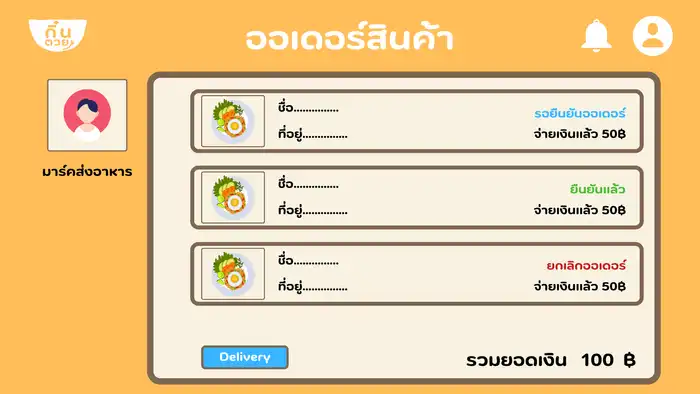 กิ๋น
ตวย
ออเดอร์สินค้า
มาร์คส่งอาหาร
ชื่อ..............
รอยืนยันออเดอร์
ที่อยู่..............
จ่ายเงินแล้ว 50฿
ชื่อ..............
ยืนยันแล้ว
ที่อยู่..............
จ่ายเงินแล้ว 50฿
ชื่อ..............
ยกเลิกออเดอร์
ที่อยู่..............
จ่ายเงินแล้ว 50฿
Delivery
รวมยอดเงิน 100 ฿